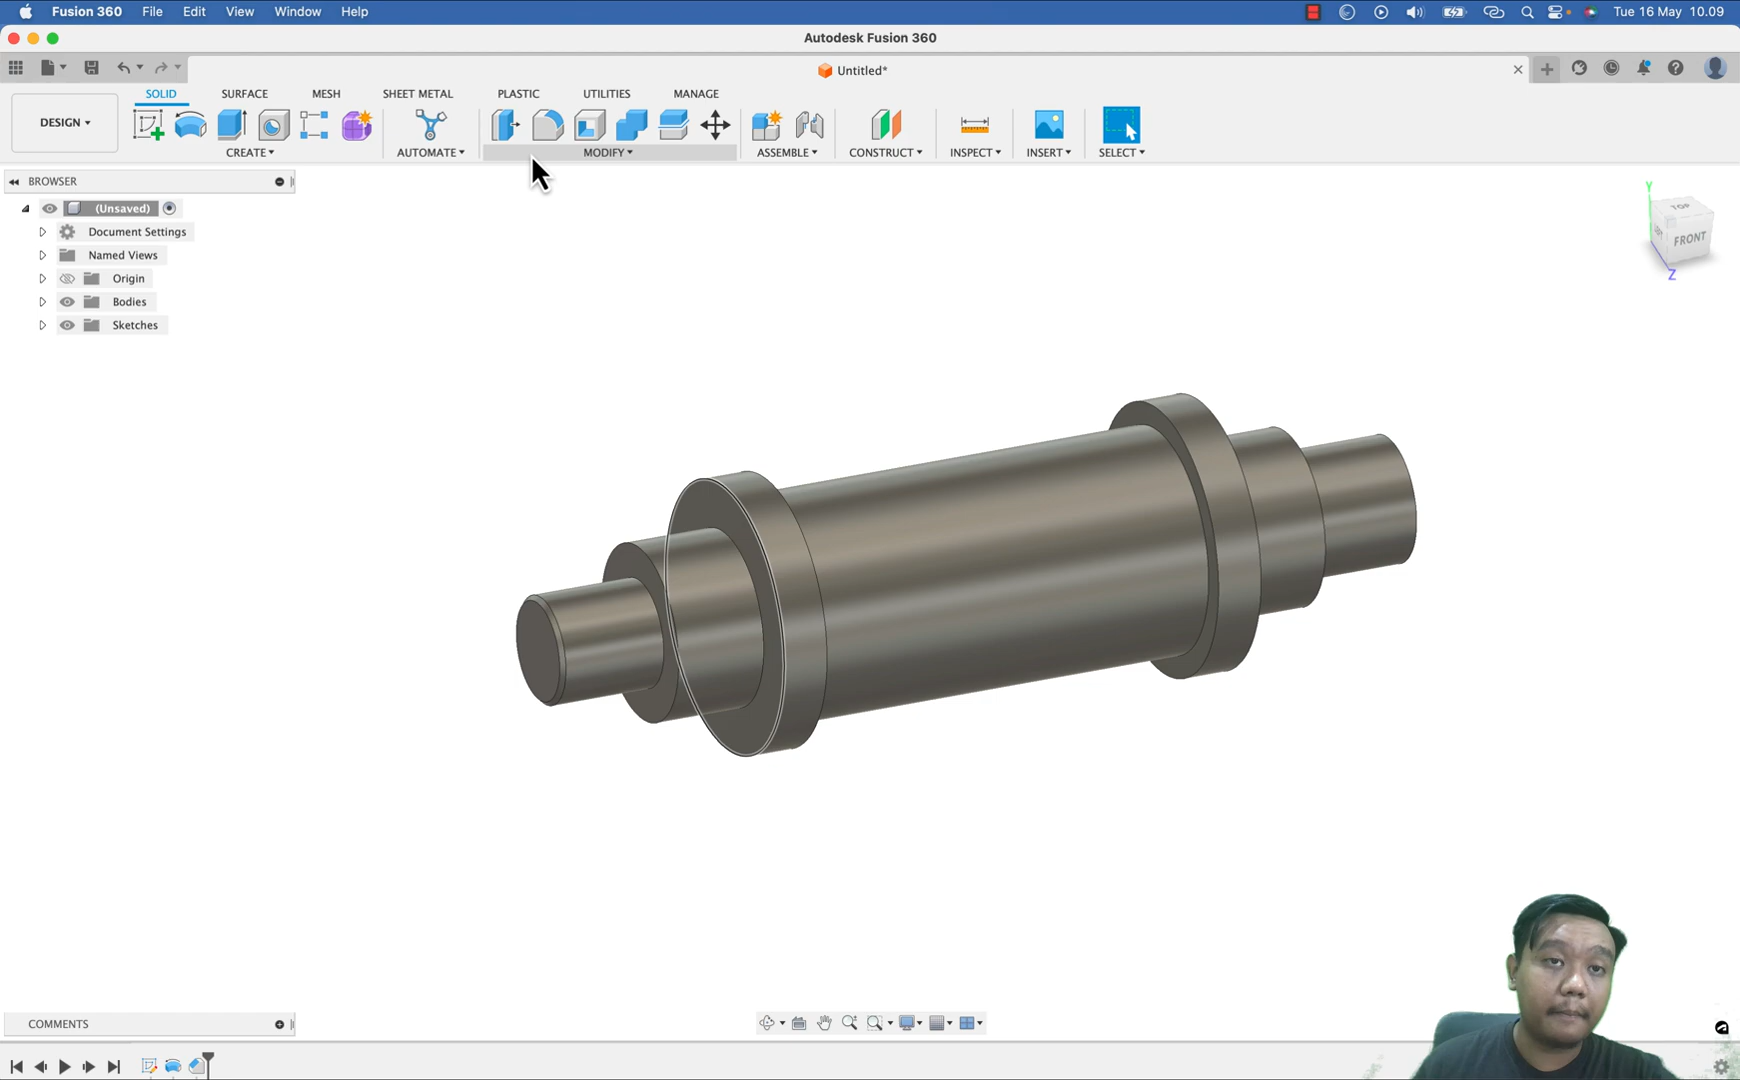 Fusion 360 File Edit View Window Help Tue 16 May 10.09
Autodesk Fusion 360
Untitled*
SOLID SURFACE MESH SHEET METAL PLASTIC UTILITIES MANAGE
DESIGN
CREATE AUTOMATE MODIFY ASSEMBLE CONSTRUCT INSPECT INSERT SELECT
BROWSER
(Unsaved)
Document Settings
Named Views
Origin
Bodies
Sketches
Y
TOP
FRONT
Z
COMMENTS